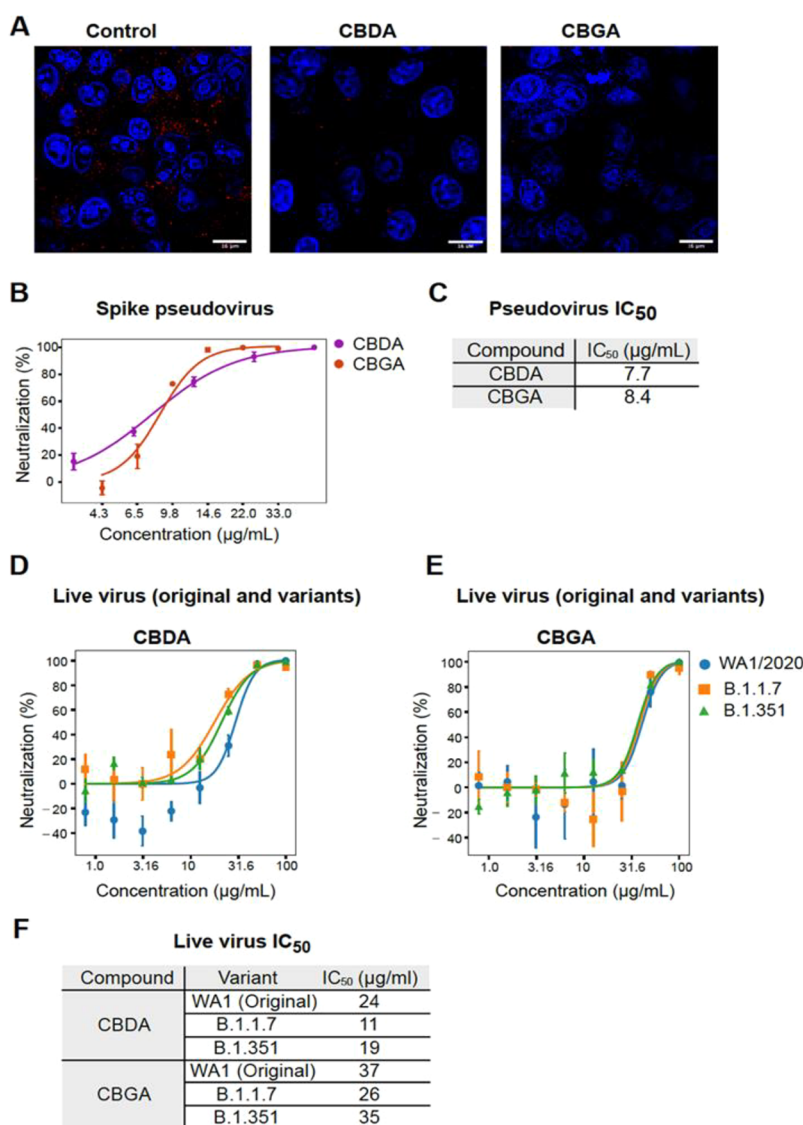 A
Control
CBDA
CBGA
16 µm
16 µm
16 µm
B
Spike pseudovirus
Neutralization (%)
100
80
60
40
20
0
4.3 6.5 9.8 14.6 22.0 33.0
Concentration (µg/mL)
CBDA
CBGA
C
Pseudovirus IC50
Compound IC50 (µg/mL)
CBDA 7.7
CBGA 8.4
D
Live virus (original and variants)
CBDA
Neutralization (%)
100
80
60
40
20
0
– 20
– 40
1.0 3.16 10 31.6 100
Concentration (µg/mL)
E
Live virus (original and variants)
CBGA
Neutralization (%)
100
80
60
40
20
0
– 20
– 40
1.0 3.16 10 31.6 100
Concentration (µg/mL)
WA1/2020
B.1.1.7
B.1.351
F
Live virus IC50
Compound Variant IC50 (µg/ml)
CBDA
WA1 (Original) 24
B.1.1.7 11
B.1.351 19
CBGA
WA1 (Original) 37
B.1.1.7 26
B.1.351 35